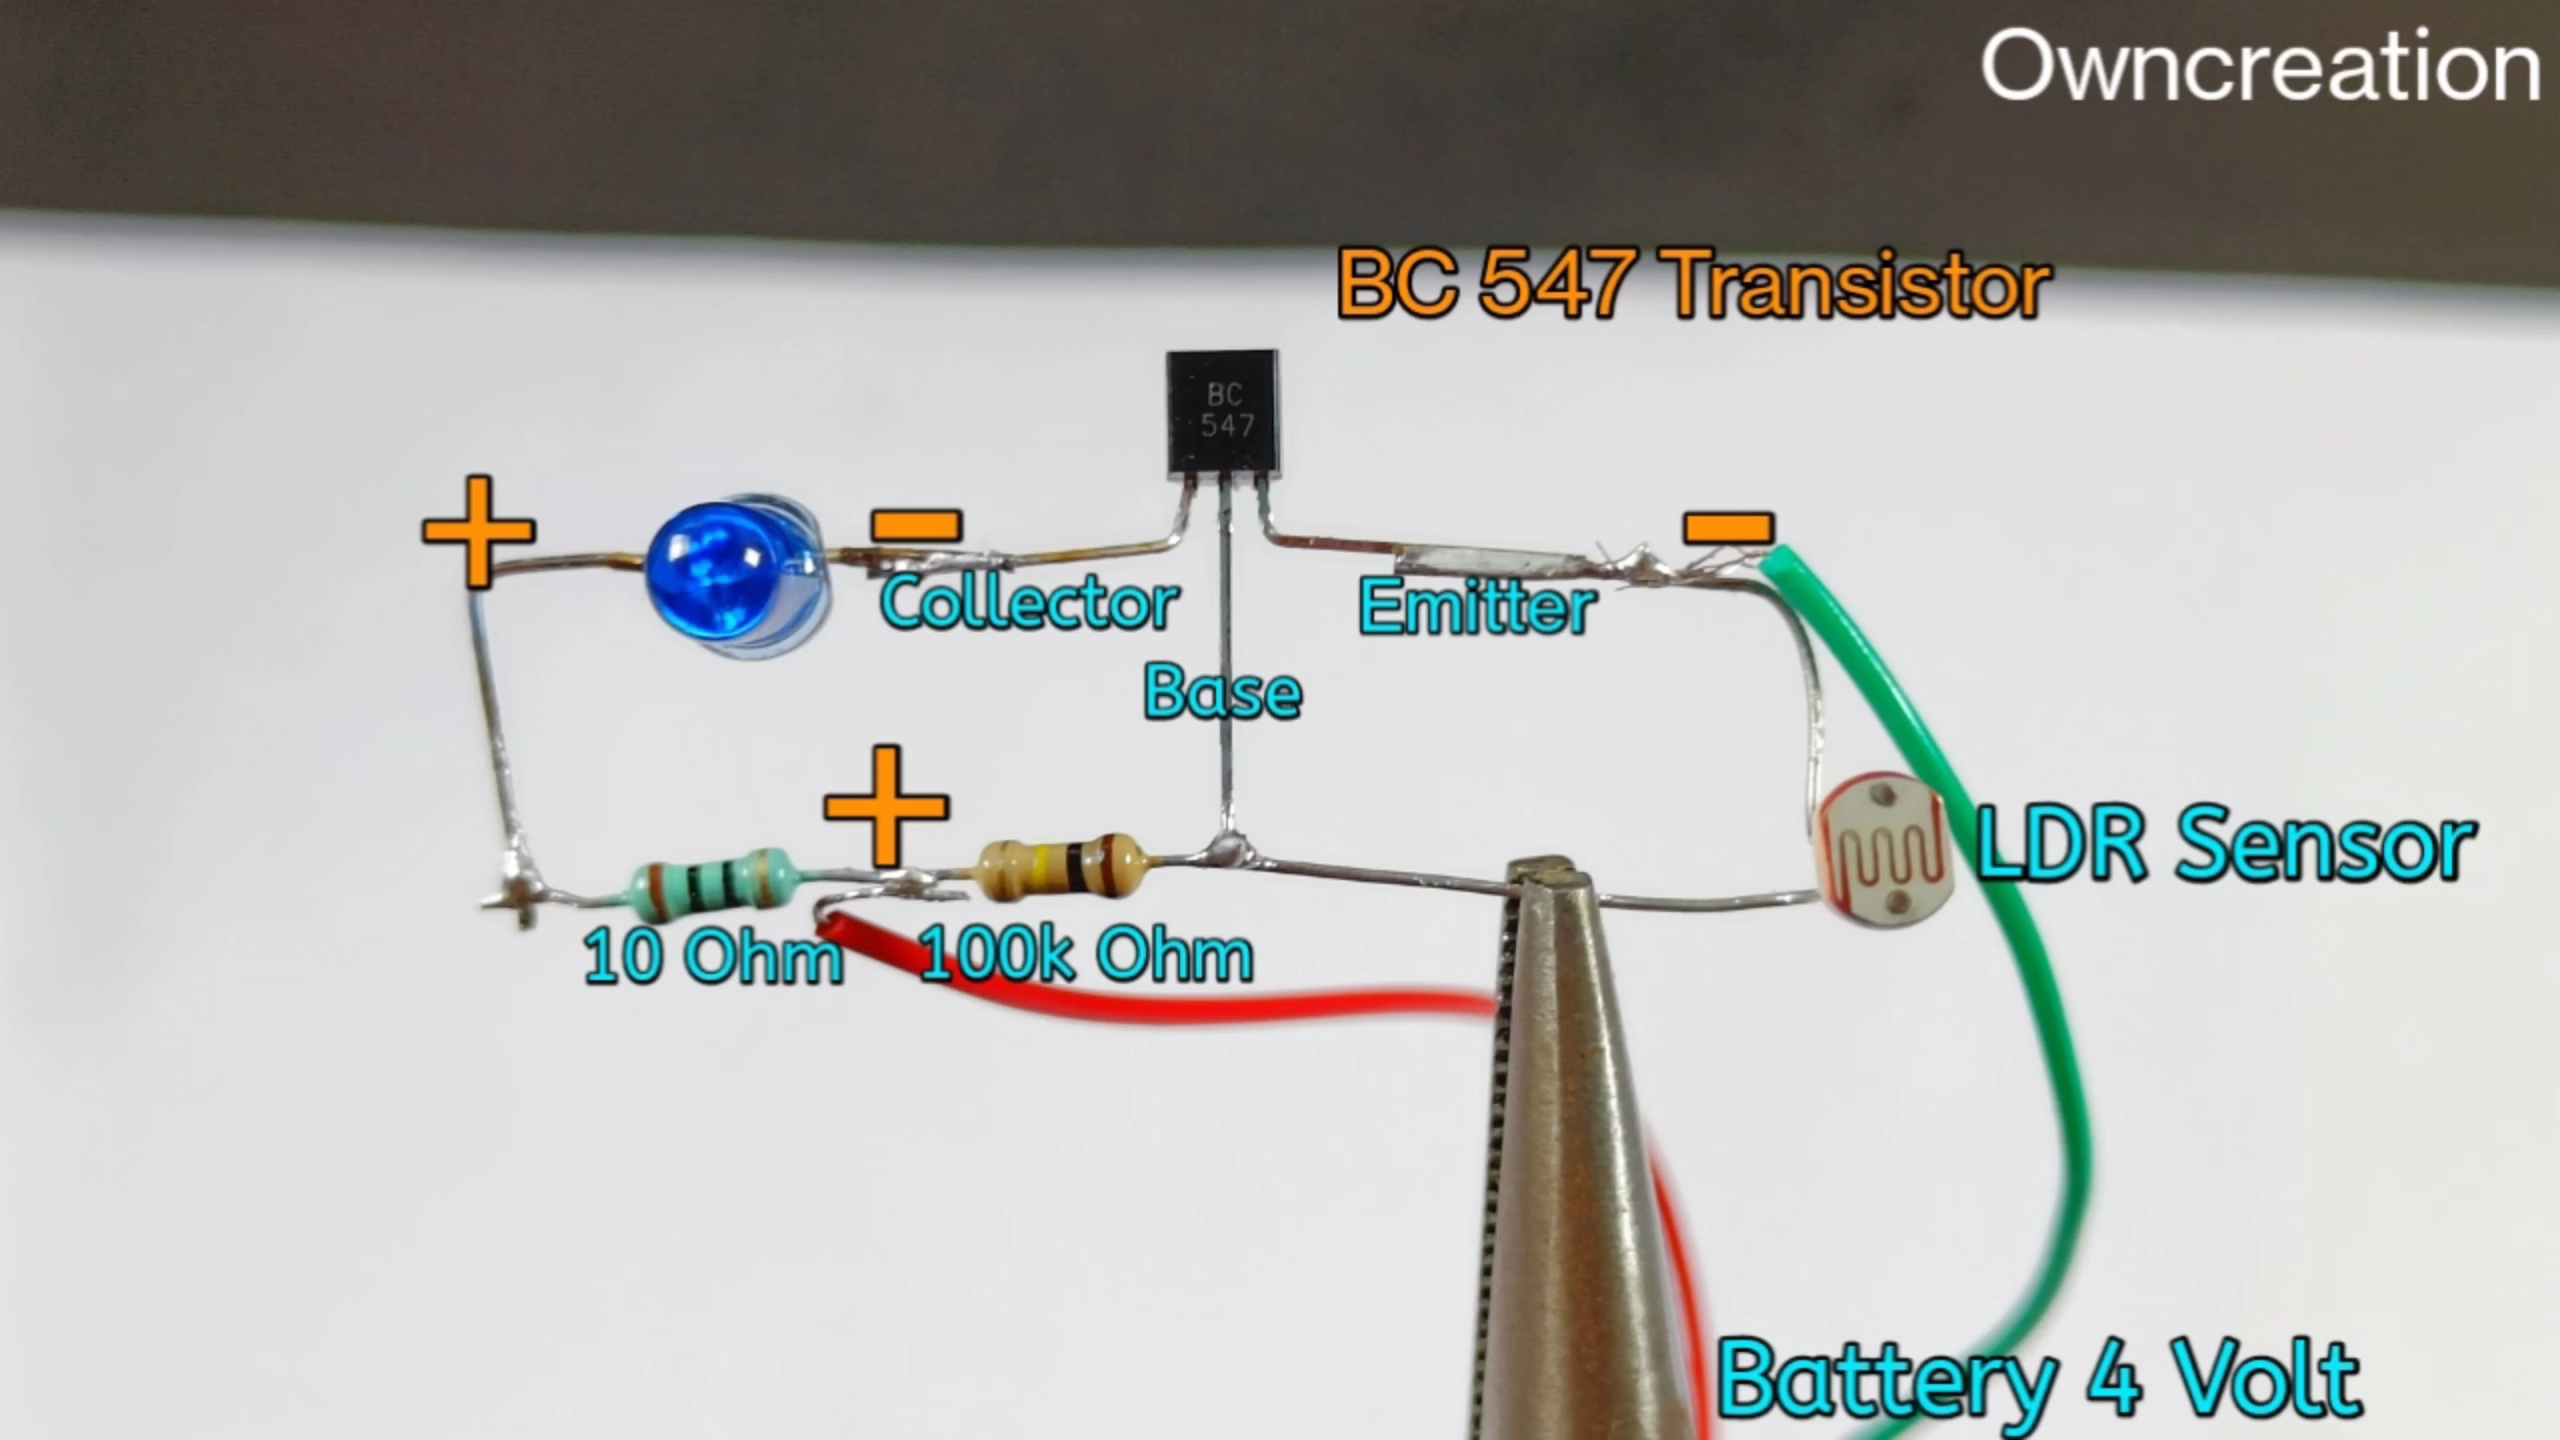 Owncreation
BC 547 Transistor
BC
547
+
-
-
Collector
Emitter
Base
+
LDR Sensor
10 Ohm
100k Ohm
Battery 4 Volt